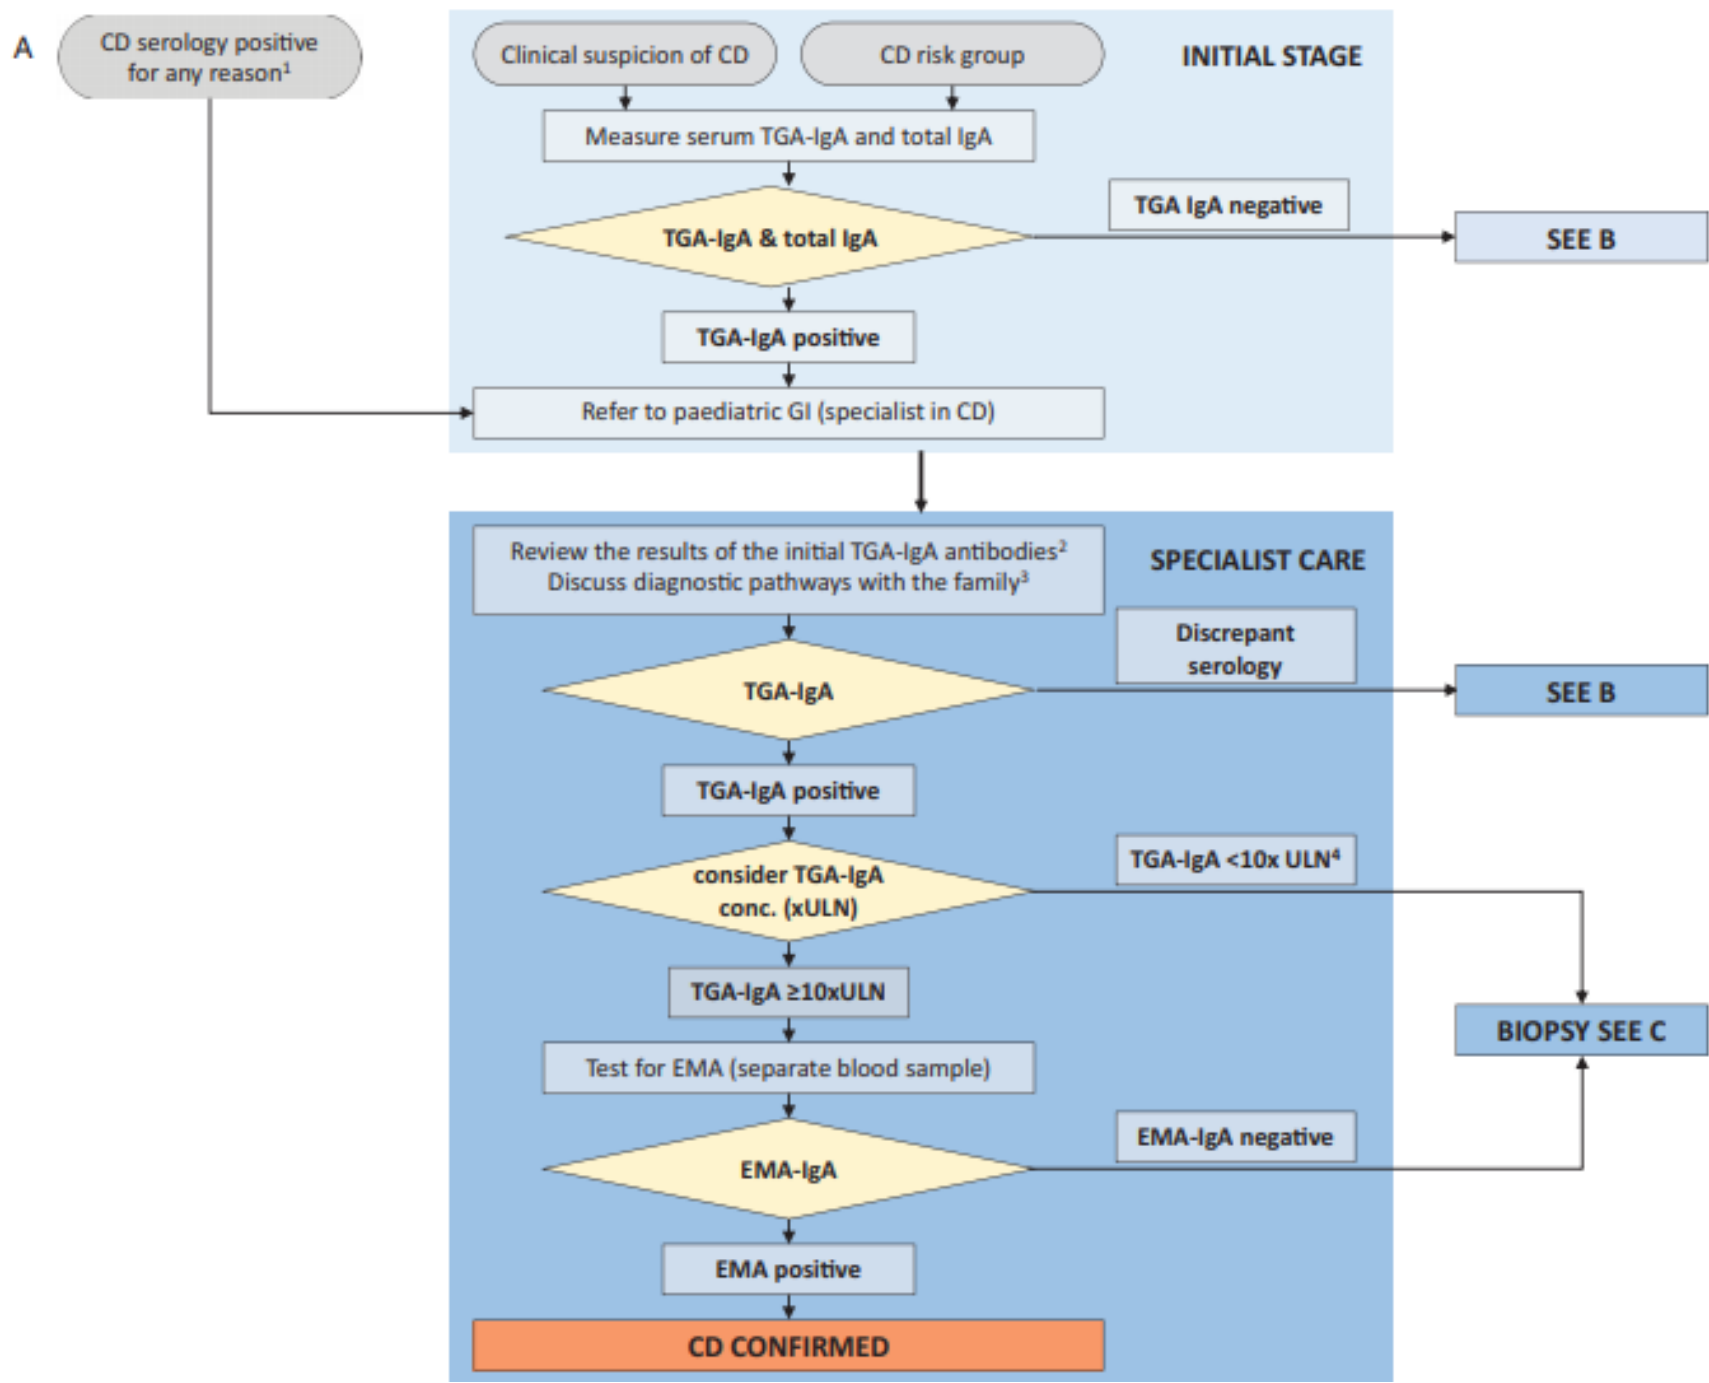 A
CD serology positive
for any reason¹
Clinical suspicion of CD
CD risk group
INITIAL STAGE
Measure serum TGA-IgA and total IgA
TGA IgA negative
TGA-IgA & total IgA
SEE B
TGA-IgA positive
Refer to paediatric GI (specialist in CD)
Review the results of the initial TGA-IgA antibodies²
Discuss diagnostic pathways with the family³
SPECIALIST CARE
Discrepant
serology
TGA-IgA
SEE B
TGA-IgA positive
TGA-IgA <10x ULN⁴
consider TGA-IgA
conc. (xULN)
TGA-IgA ≥10xULN
BIOPSY SEE C
Test for EMA (separate blood sample)
EMA-IgA negative
EMA-IgA
EMA positive
CD CONFIRMED